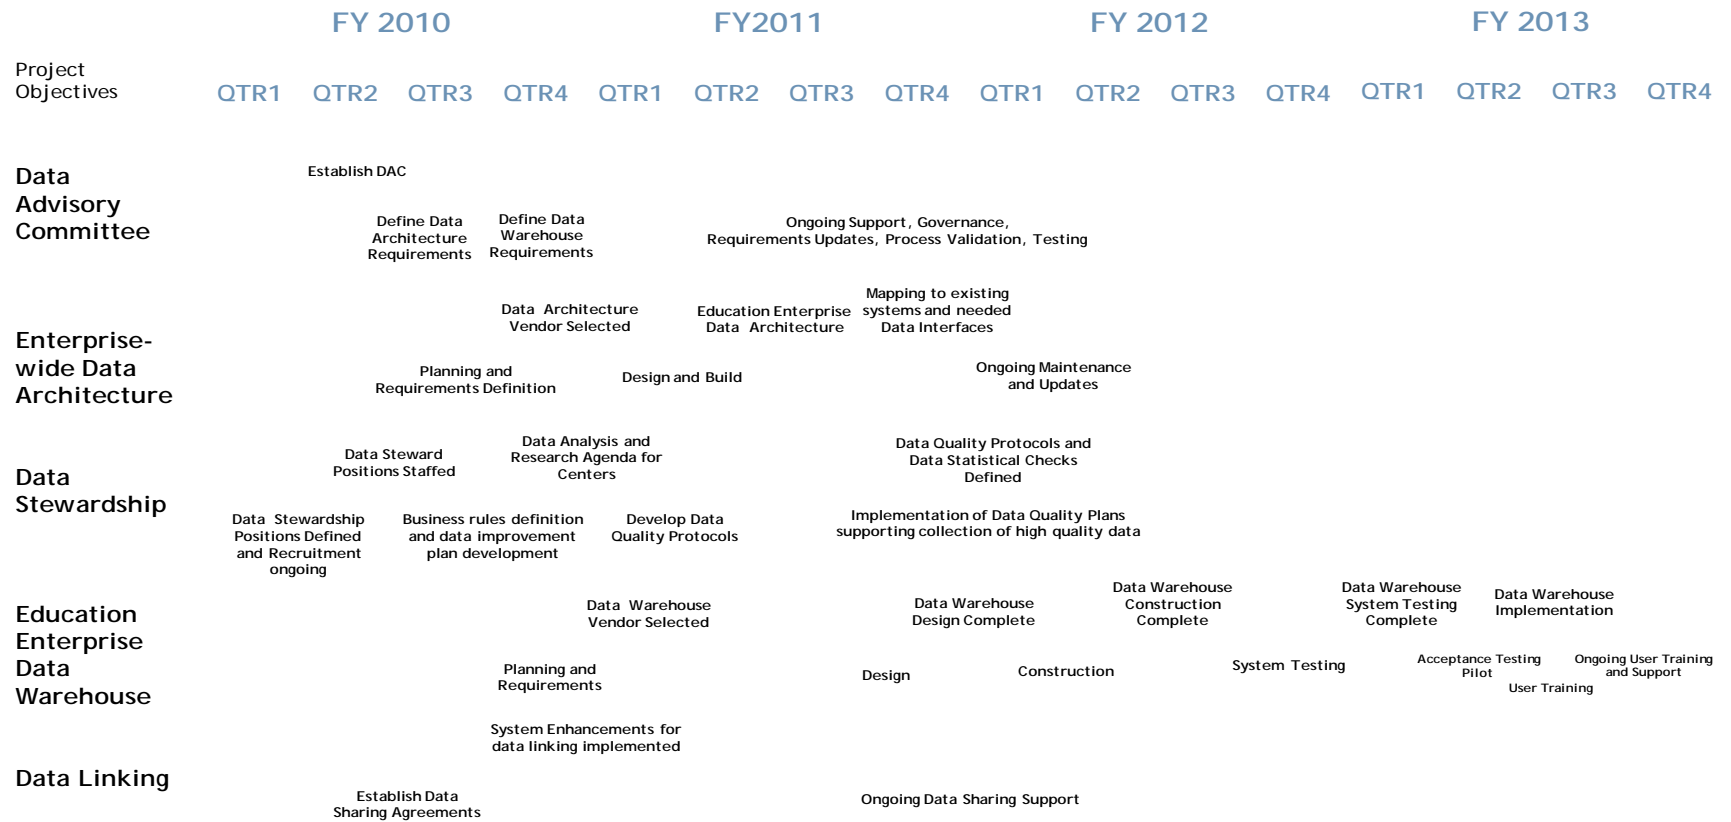 FY 2010 FY2011 FY 2012 FY 2013
Project
Objectives
QTR1 QTR2 QTR3 QTR4 QTR1 QTR2 QTR3 QTR4 QTR1 QTR2 QTR3 QTR4 QTR1 QTR2 QTR3 QTR4
Data
Advisory
Committee
Establish DAC
Define Data
Architecture
Requirements
Define Data
Warehouse
Requirements
Ongoing Support, Governance,
Requirements Updates, Process Validation, Testing
Enterprise-
wide Data
Architecture
Data Architecture
Vendor Selected
Education Enterprise
Data Architecture
Mapping to existing
systems and needed
Data Interfaces
Planning and
Requirements Definition
Design and Build
Ongoing Maintenance
and Updates
Data
Stewardship
Data Steward
Positions Staffed
Data Analysis and
Research Agenda for
Centers
Data Quality Protocols and
Data Statistical Checks
Defined
Data Stewardship
Positions Defined
and Recruitment
ongoing
Business rules definition
and data improvement
plan development
Develop Data
Quality Protocols
Implementation of Data Quality Plans
supporting collection of high quality data
Education
Enterprise
Data
Warehouse
Data Warehouse
Vendor Selected
Data Warehouse
Design Complete
Data Warehouse
Construction
Complete
Data Warehouse
System Testing
Complete
Data Warehouse
Implementation
Planning and
Requirements
Design
Construction
System Testing
Acceptance Testing
Pilot
User Training
Ongoing User Training
and Support
Data Linking
System Enhancements for
data linking implemented
Establish Data
Sharing Agreements
Ongoing Data Sharing Support